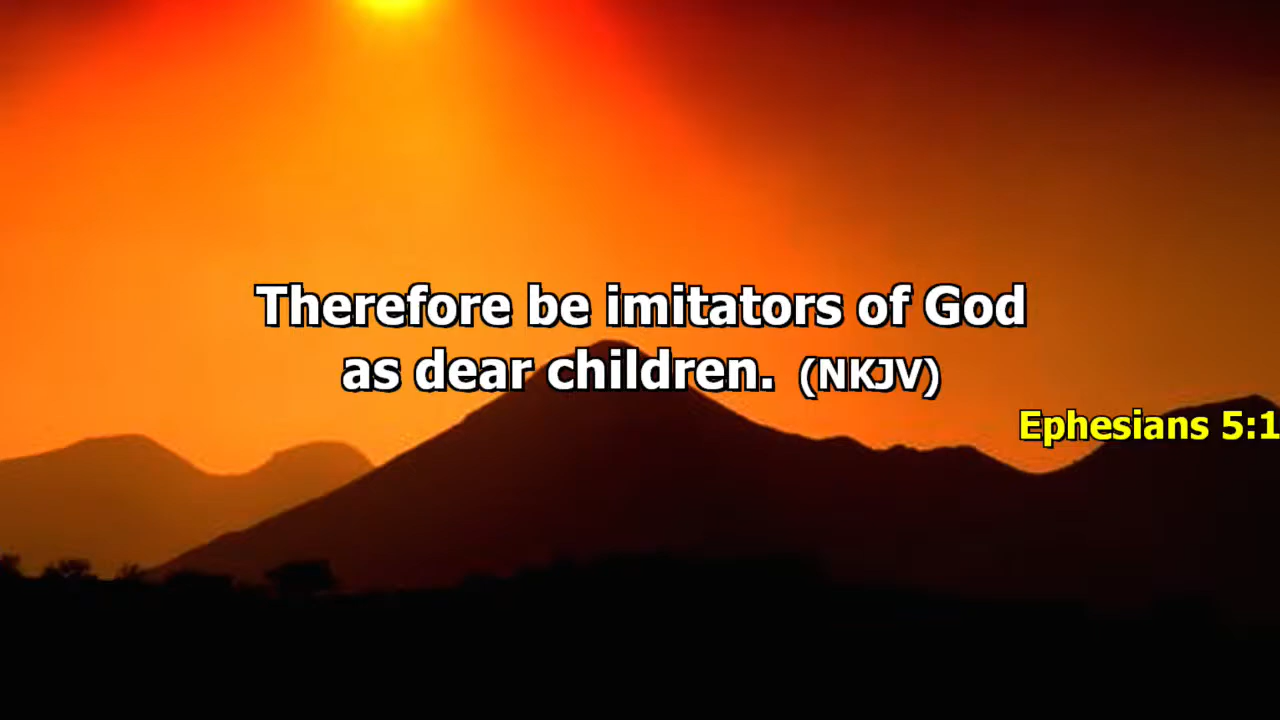 Therefore be imitators of God
as dear children. (NKJV)
Ephesians 5:1